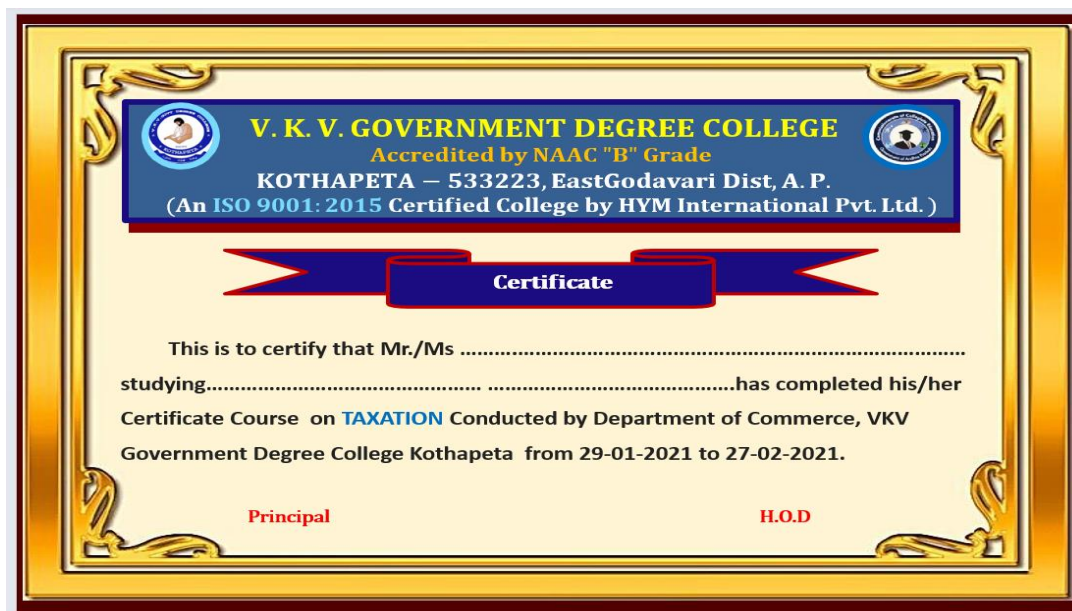 V. K. V. GOVERNMENT DEGREE COLLEGE
Accredited by NAAC "B" Grade
KOTHAPETA – 533223, EastGodavari Dist, A. P.
(An ISO 9001: 2015 Certified College by HYM International Pvt. Ltd. )
KOTHAPETA
Certificate
This is to certify that Mr./Ms ……………………………………………………………………………
studying………………………………………… …………………………………….has completed his/her
Certificate Course on TAXATION Conducted by Department of Commerce, VKV
Government Degree College Kothapeta from 29-01-2021 to 27-02-2021.
Principal H.O.D